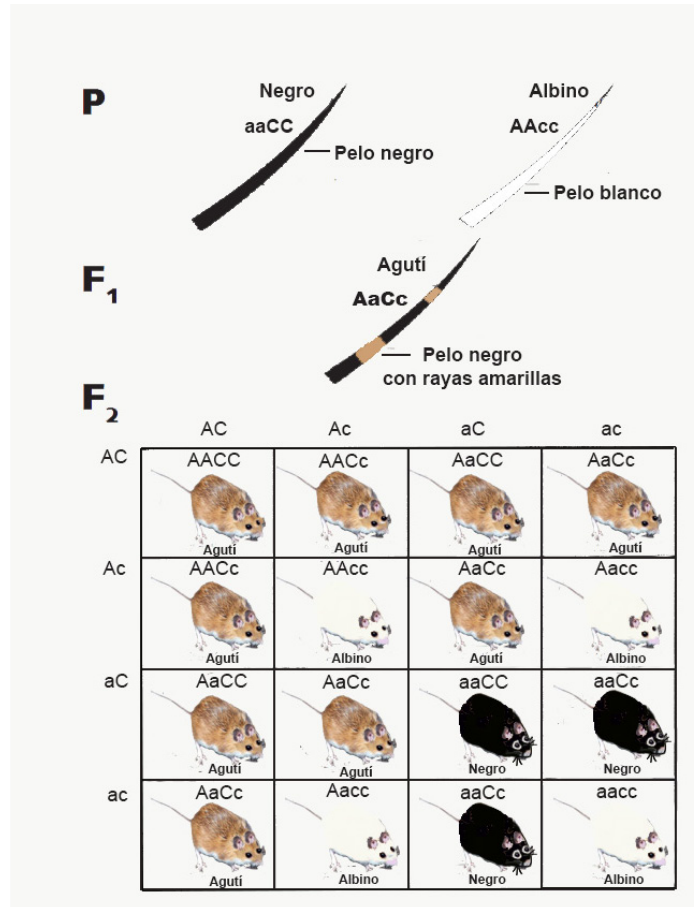 P
Negro
aaCC
Pelo negro
Albino
AAcc
Pelo blanco
F1
Agutí
AaCc
Pelo negro
con rayas amarillas
F2
AC Ac aC ac
AC AACC AACc AaCC AaCc
Agutí Agutí Agutí Agutí
Ac AACc AAcc AaCc Aacc
Agutí Albino Agutí Albino
aC AaCC AaCc aaCC aaCc
Agutí Agutí Negro Negro
ac AaCc Aacc aaCc aacc
Agutí Albino Negro Albino